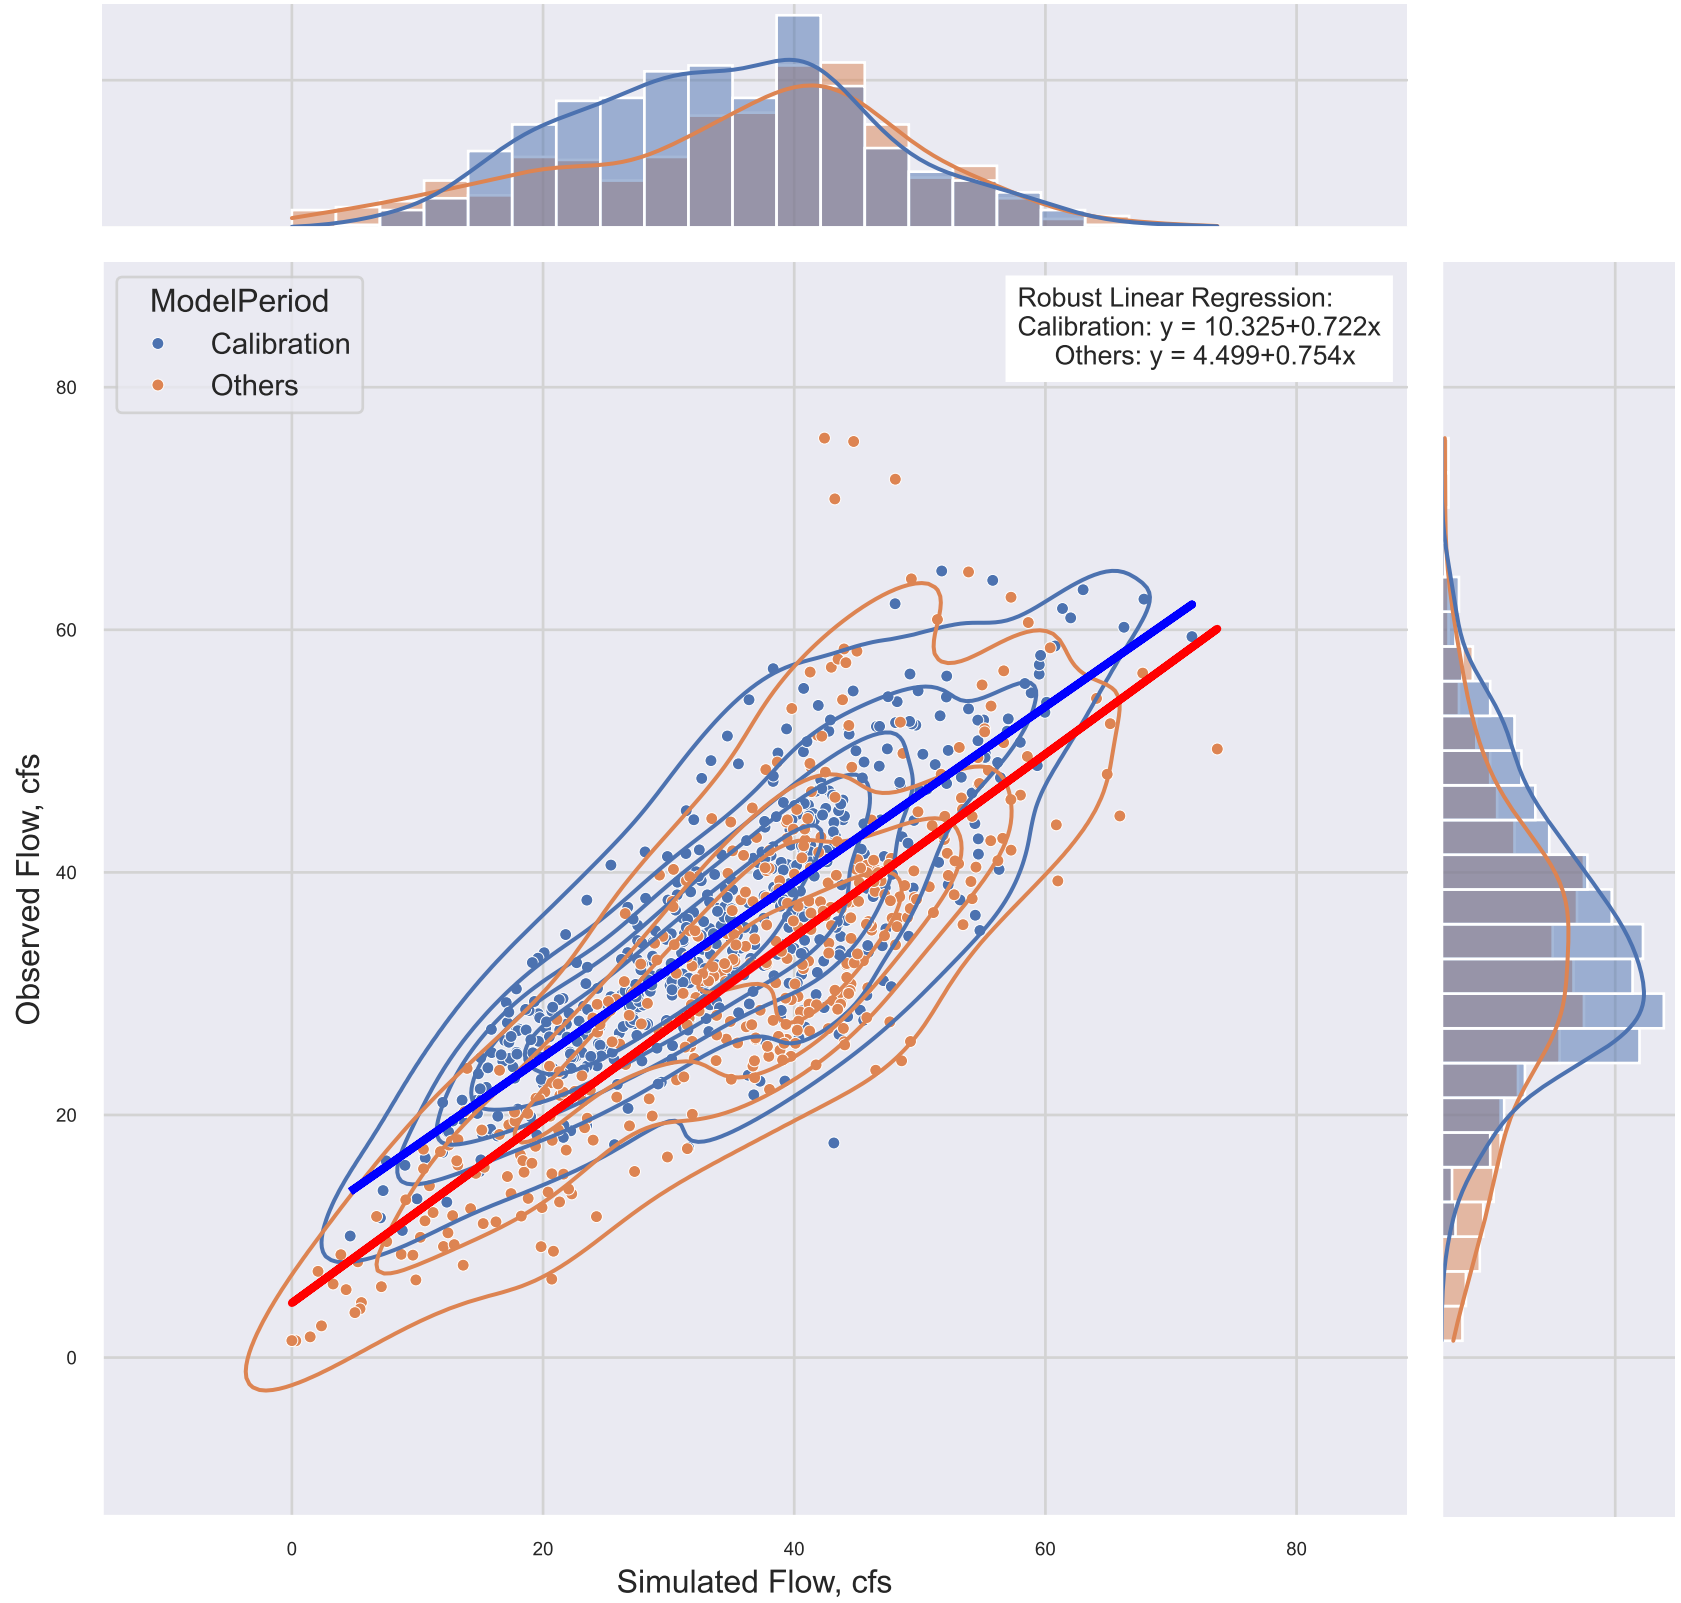 ModelPeriod
Calibration
Others
Robust Linear Regression:
Calibration: y = 10.325+0.722x
Others: y = 4.499+0.754x
80
60
40
20
0
Observed Flow, cfs
0 20 40 60 80
Simulated Flow, cfs